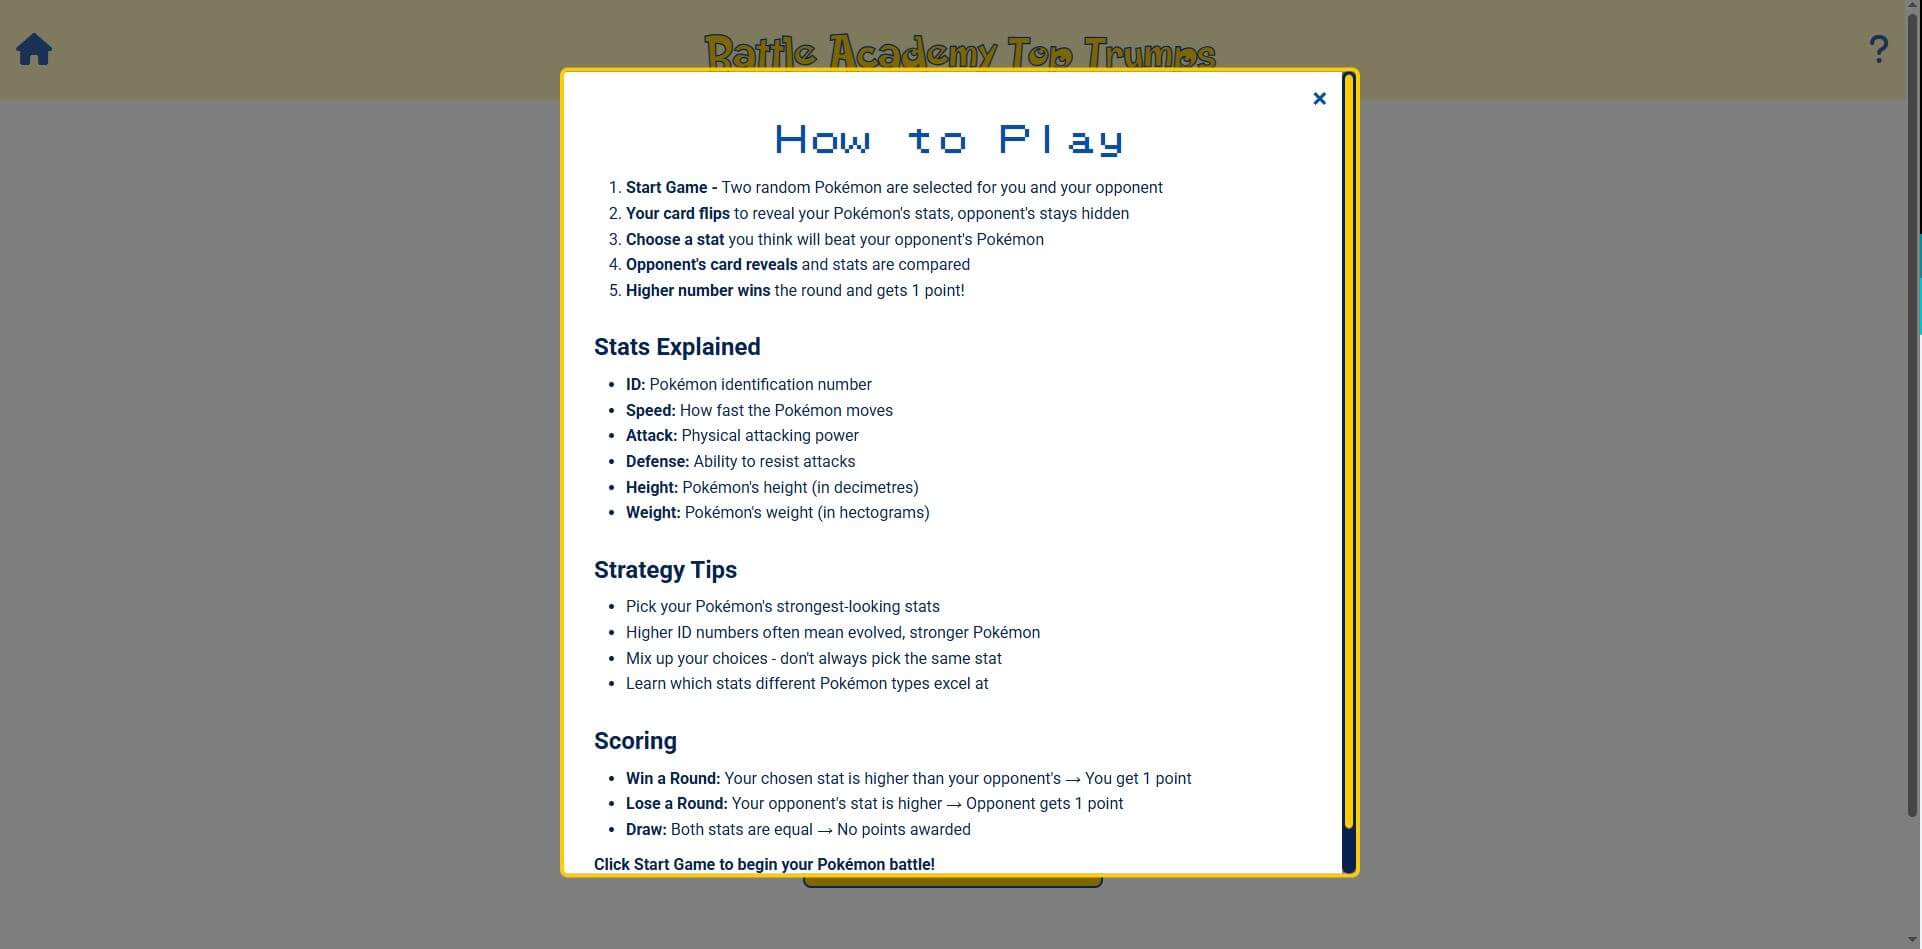 Battle Academy Top Trumps
?
×
How to Play
1. Start Game - Two random Pokémon are selected for you and your opponent
2. Your card flips to reveal your Pokémon's stats, opponent's stays hidden
3. Choose a stat you think will beat your opponent's Pokémon
4. Opponent's card reveals and stats are compared
5. Higher number wins the round and gets 1 point!
Stats Explained
• ID: Pokémon identification number
• Speed: How fast the Pokémon moves
• Attack: Physical attacking power
• Defense: Ability to resist attacks
• Height: Pokémon's height (in decimetres)
• Weight: Pokémon's weight (in hectograms)
Strategy Tips
• Pick your Pokémon's strongest-looking stats
• Higher ID numbers often mean evolved, stronger Pokémon
• Mix up your choices - don't always pick the same stat
• Learn which stats different Pokémon types excel at
Scoring
• Win a Round: Your chosen stat is higher than your opponent's → You get 1 point
• Lose a Round: Your opponent's stat is higher → Opponent gets 1 point
• Draw: Both stats are equal → No points awarded
Click Start Game to begin your Pokémon battle!